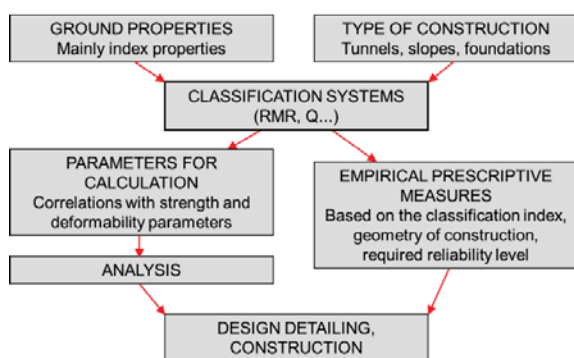 GROUND PROPERTIES
Mainly index properties
TYPE OF CONSTRUCTION
Tunnels, slopes, foundations
CLASSIFICATION SYSTEMS
(RMR, Q...)
PARAMETERS FOR
CALCULATION
Correlations with strength and
deformability parameters
EMPIRICAL PRESCRIPTIVE
MEASURES
Based on the classification index,
geometry of construction,
required reliability level
ANALYSIS
DESIGN DETAILING,
CONSTRUCTION